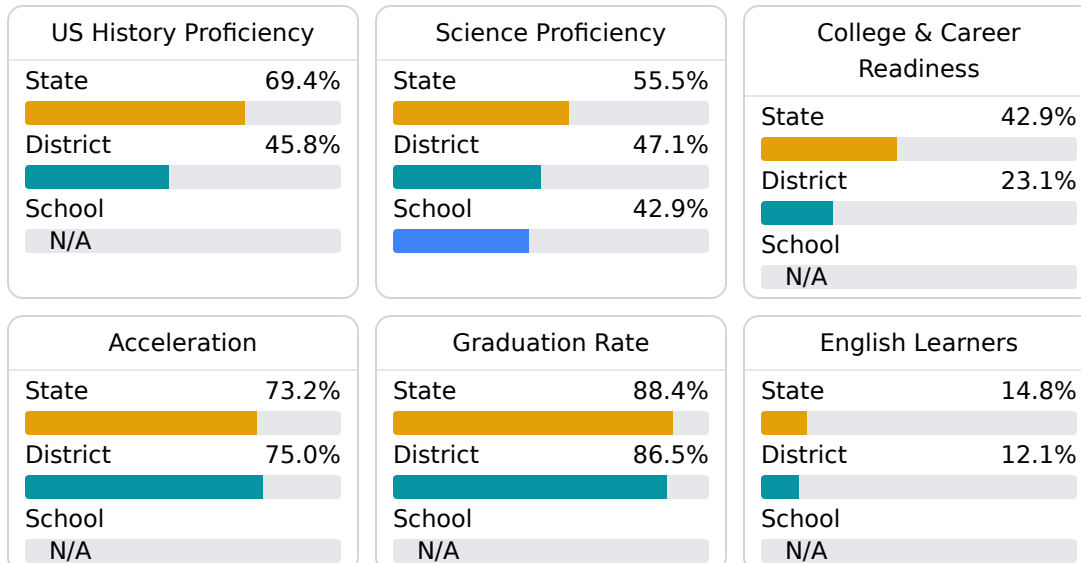 US History Proficiency
State 69.4%
District 45.8%
School
N/A
Science Proficiency
State 55.5%
District 47.1%
School 42.9%
College & Career
Readiness
State 42.9%
District 23.1%
School
N/A
Acceleration
State 73.2%
District 75.0%
School
N/A
Graduation Rate
State 88.4%
District 86.5%
School
N/A
English Learners
State 14.8%
District 12.1%
School
N/A